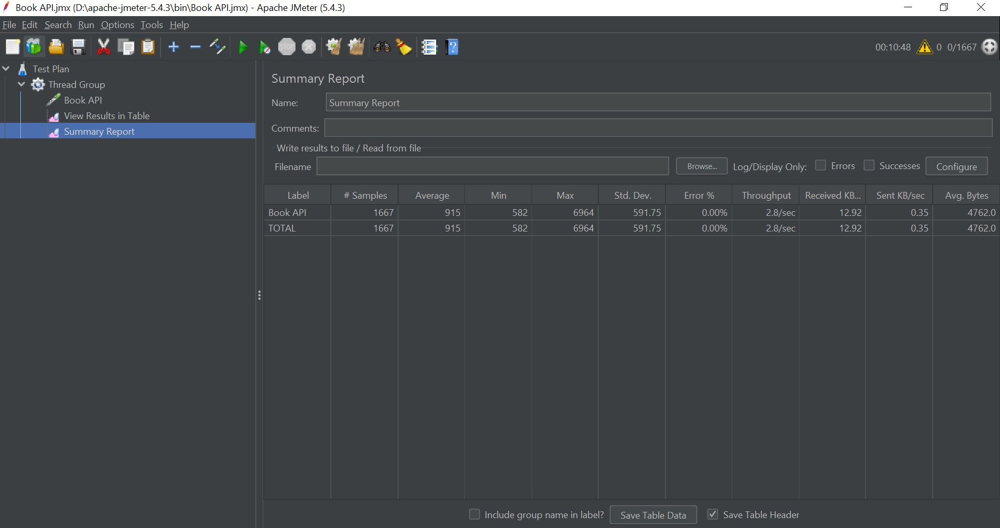 Book API.jmx (D:\apache-jmeter-5.4.3\bin\Book API.jmx) - Apache JMeter (5.4.3)
File Edit Search Run Options Tools Help
STOP
00:10:48 0 0/1667
Test Plan
Thread Group
Book API
View Results in Table
Summary Report
Summary Report
Name: Summary Report
Comments:
Write results to file / Read from file
Filename Browse... Log/Display Only: Errors Successes Configure
Label # Samples Average Min Max Std. Dev. Error % Throughput Received KB... Sent KB/sec Avg. Bytes
Book API 1667 915 582 6964 591.75 0.00% 2.8/sec 12.92 0.35 4762.0
TOTAL 1667 915 582 6964 591.75 0.00% 2.8/sec 12.92 0.35 4762.0
Include group name in label? Save Table Data Save Table Header